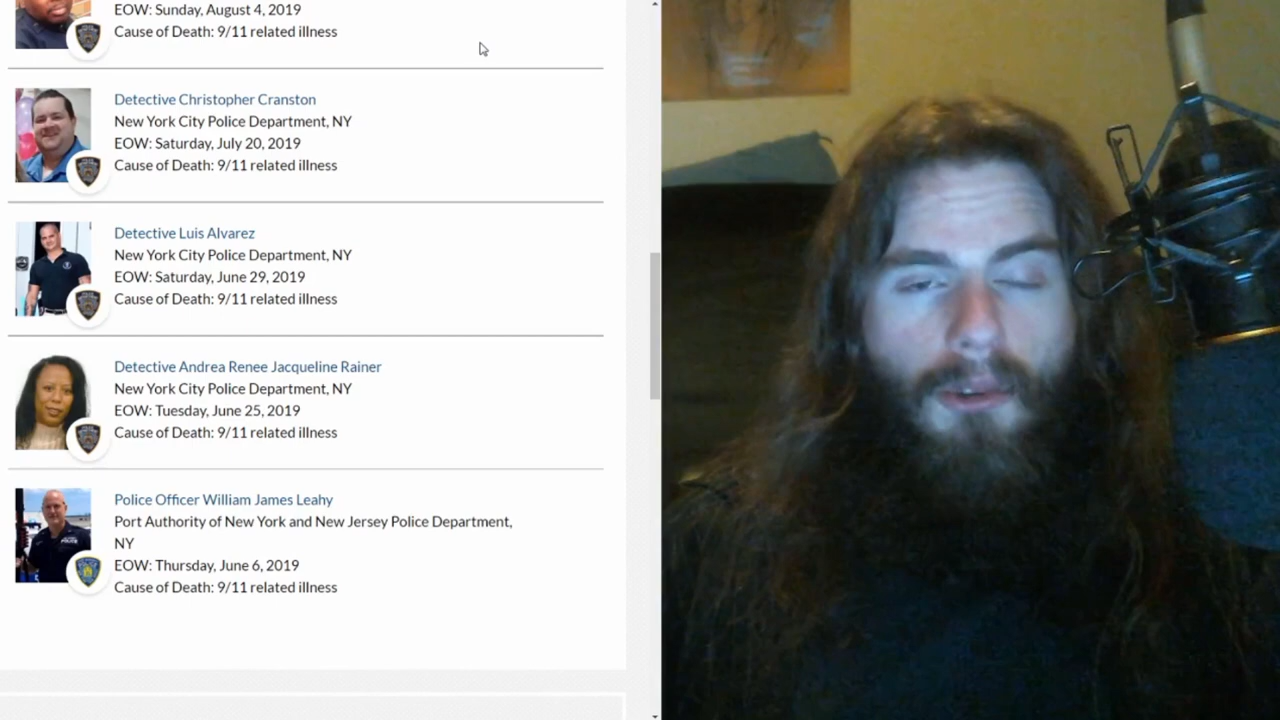 EOW: Sunday, August 4, 2019
Cause of Death: 9/11 related illness
Detective Christopher Cranston
New York City Police Department, NY
EOW: Saturday, July 20, 2019
Cause of Death: 9/11 related illness
Detective Luis Alvarez
New York City Police Department, NY
EOW: Saturday, June 29, 2019
Cause of Death: 9/11 related illness
Detective Andrea Renee Jacqueline Rainer
New York City Police Department, NY
EOW: Tuesday, June 25, 2019
Cause of Death: 9/11 related illness
Police Officer William James Leahy
Port Authority of New York and New Jersey Police Department,
NY
EOW: Thursday, June 6, 2019
Cause of Death: 9/11 related illness